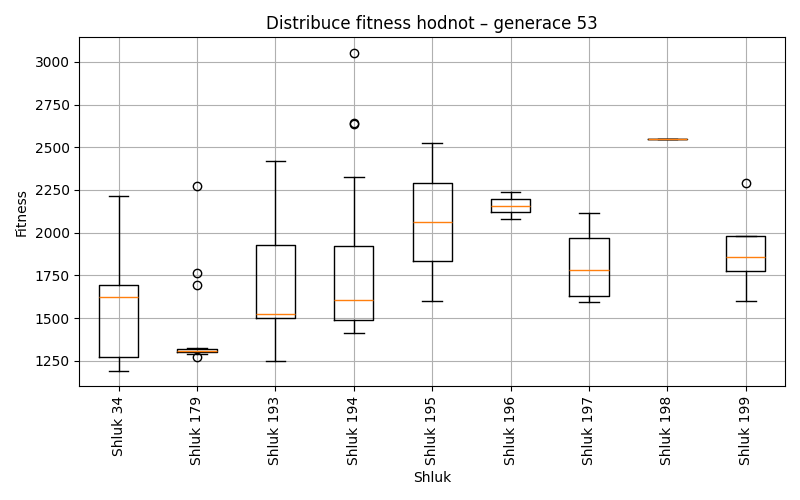 Distribuce fitness hodnot – generace 53
Fitness
3000
2750
2500
2250
2000
1750
1500
1250
Shluk 34
Shluk 179
Shluk 193
Shluk 194
Shluk 195
Shluk 196
Shluk 197
Shluk 198
Shluk 199
Shluk